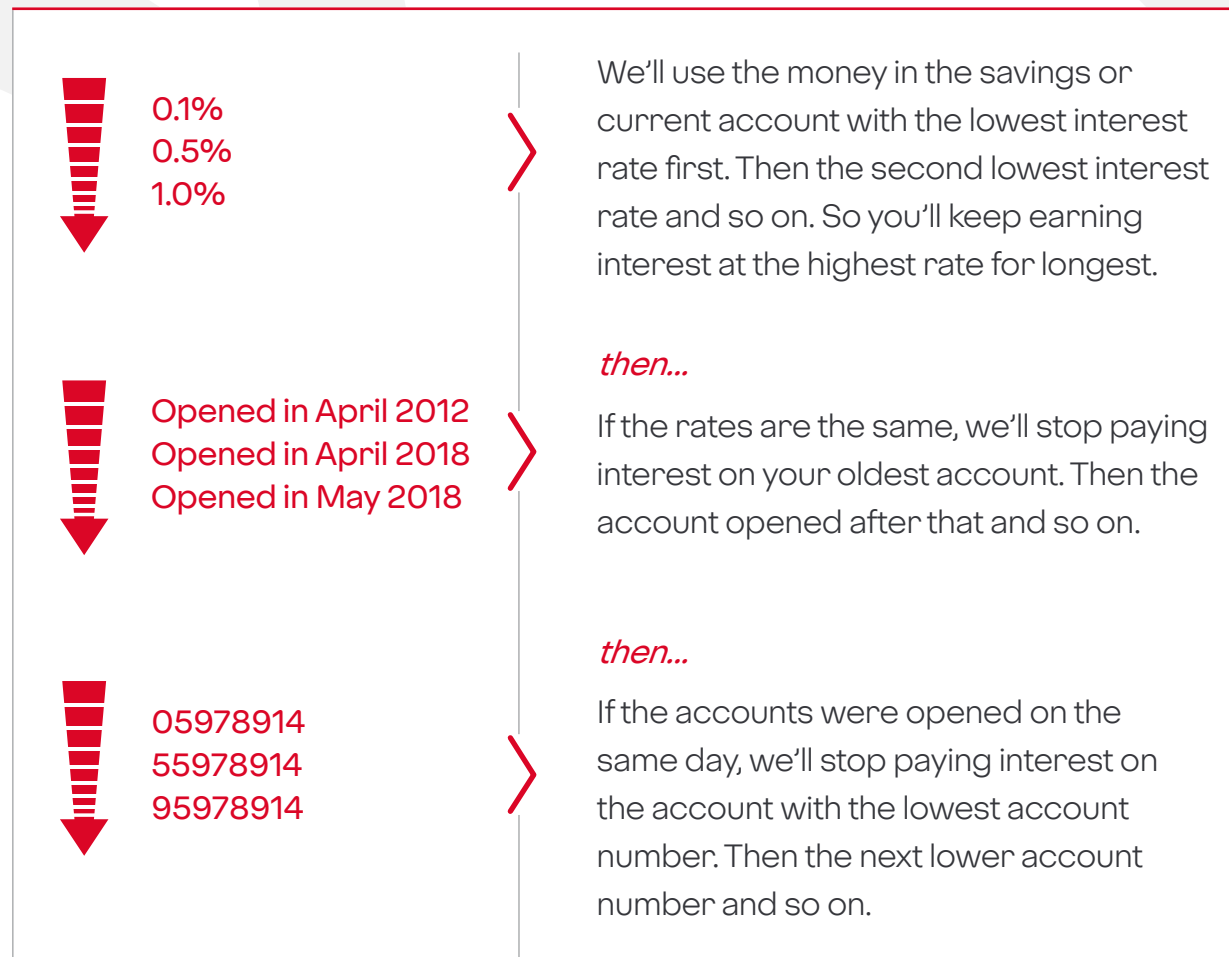 0.1%
0.5%
1.0%
We'll use the money in the savings or
current account with the lowest interest
rate first. Then the second lowest interest
rate and so on. So you'll keep earning
interest at the highest rate for longest.
then...
Opened in April 2012
Opened in April 2018
Opened in May 2018
If the rates are the same, we'll stop paying
interest on your oldest account. Then the
account opened after that and so on.
then...
05978914
55978914
95978914
If the accounts were opened on the
same day, we'll stop paying interest on
the account with the lowest account
number. Then the next lower account
number and so on.